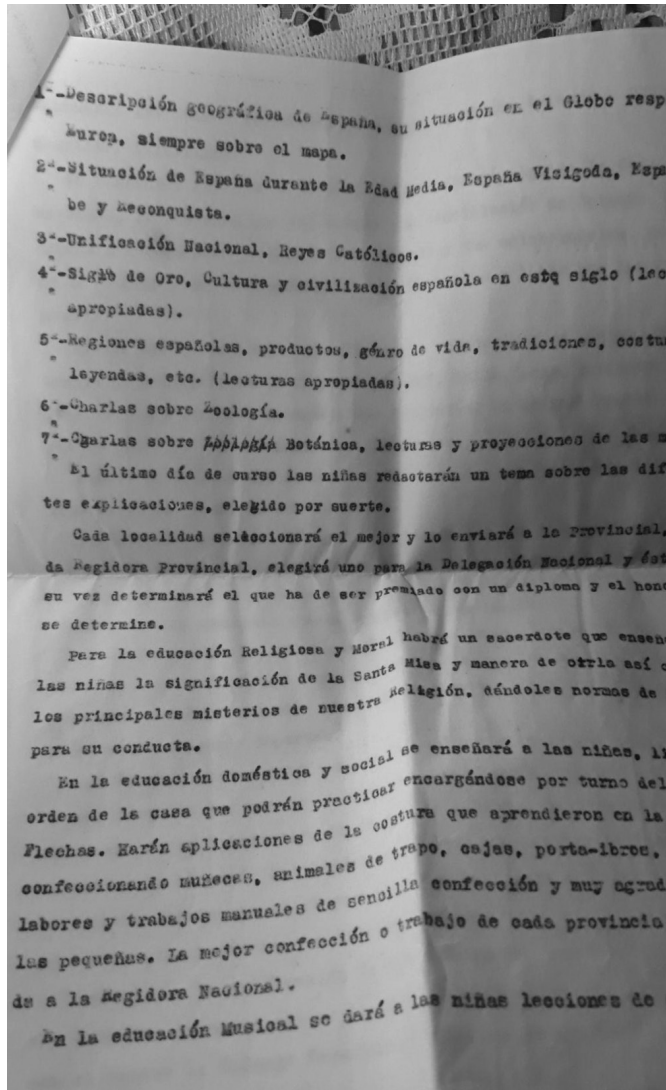 1ª-Descripción geográfica de España, su situación en el Globo resp
" Europa, siempre sobre el mapa.
2ª-Situación de España durante la Edad Media, España Visigoda, Esp
" be y Reconquista.
3ª-Unificación Nacional, Reyes Católicos.
4ª-Siglo de Oro, Cultura y civilización española en este siglo (lec
" apropiadas).
5ª-Regiones españolas, productos, género de vida, tradiciones, costu
" leyendas, etc. (lecturas apropiadas).
6ª-Charlas sobre Zoología.
"
7ª-Cgarlas sobre Botánica, lecturas y proyecciones de las m
" El último día de curso las niñas redactarán un tema sobre las dif
tes explicaciones, elegido por suerte.
Cada localidad seleccionará el mejor y lo enviará a la Provincial,
da Regidora Provincial, elegirá uno para la Delegación Nacional y ést
su vez determinará el que ha de ser premiado con un diploma y el hono
se determine.
Para la educación Religiosa y Moral habrá un sacerdote que enseñ
las niñas la significación de la Santa Misa y manera de oirla así
los principales misterios de nuestra Religión, dándoles normas de
para su conducta.
En la educación doméstica y social se enseñará a las niñas, li
orden de la casa que podrán practicar encargándose por turno del
Flechas. Harán aplicaciones de la costura que aprendieron en la
confeccionando muñecas, animales de trapo, cajas, porta-ibros,
labores y trabajos manuales de sencilla confección y muy agrad
las pequeñas. La mejor confección o trabajo de cada provincia
da a la Regidora Nacional.
En la educación Musical se dará a las niñas lecciones de